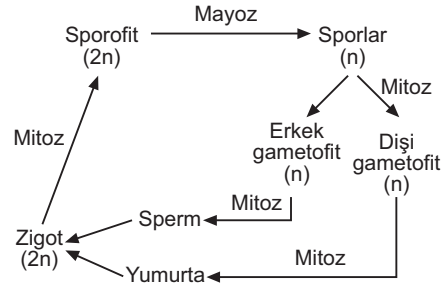 Mayoz
Sporofit
(2n)
Sporlar
(n)
Mitoz
Mitoz
Erkek
gametofit
(n)
Dişi
gametofit
(n)
Mitoz
Sperm
Zigot
(2n)
Mitoz
Yumurta